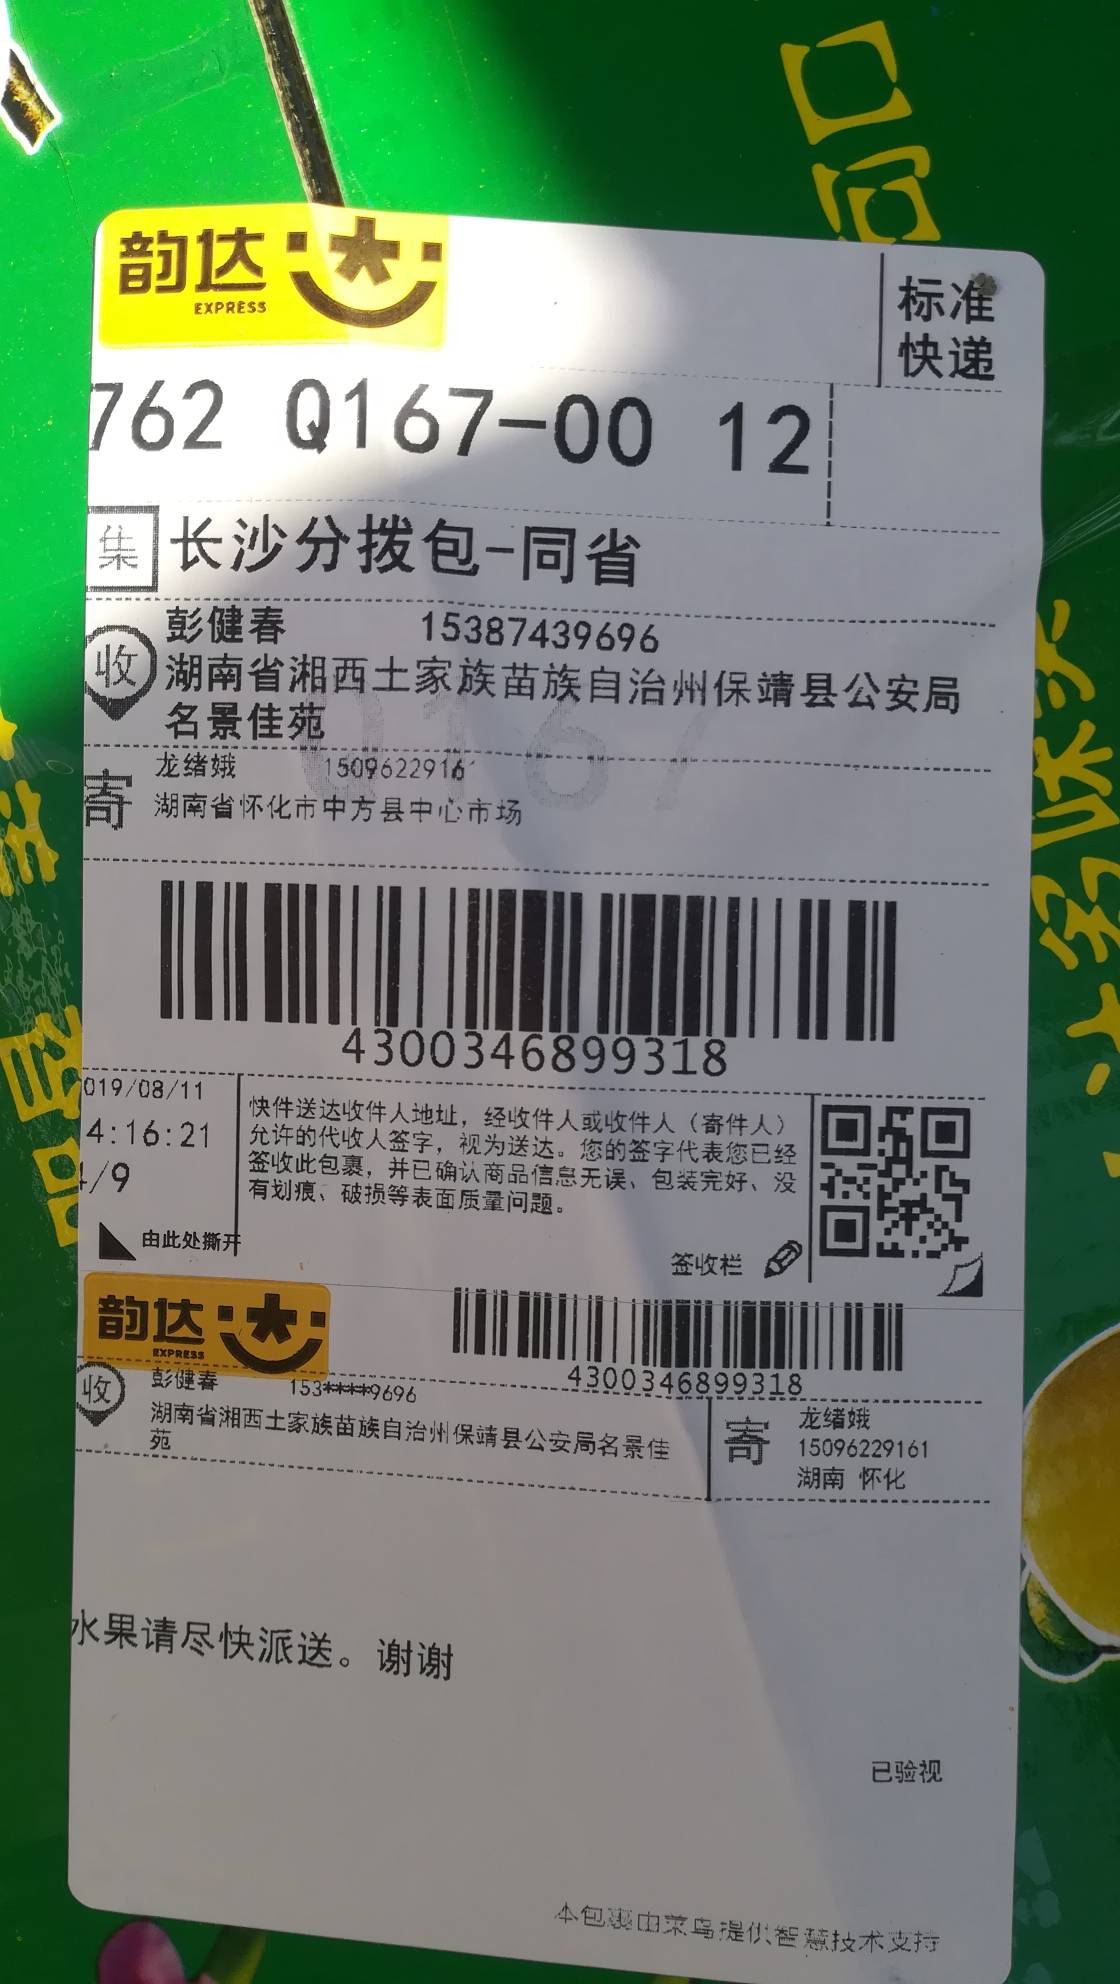 韵达
EXPRESS
标准
快递
762 Q167-00 12
集 长沙分拨包-同省
收 彭健春 15387439696
湖南省湘西土家族苗族自治州保靖县公安局
名景佳苑
Q167
寄 龙绪娥 15096229161
湖南省怀化市中方县中心市场
4300346899318
019/08/11
4:16:21
/9
快件送达收件人地址，经收件人或收件人（寄件人）
允许的代收人签字，视为送达。您的签字代表您已经
签收此包裹，并已确认商品信息无误、包装完好、没
有划痕、破损等表面质量问题。
签收栏
由此处撕开
韵达
EXPRESS
4300346899318
收 彭健春 153****9696
湖南省湘西土家族苗族自治州保靖县公安局名景佳
苑
寄 龙绪娥
15096229161
湖南 怀化
水果请尽快派送。谢谢
已验视
本包裹由菜鸟提供智慧技术支持